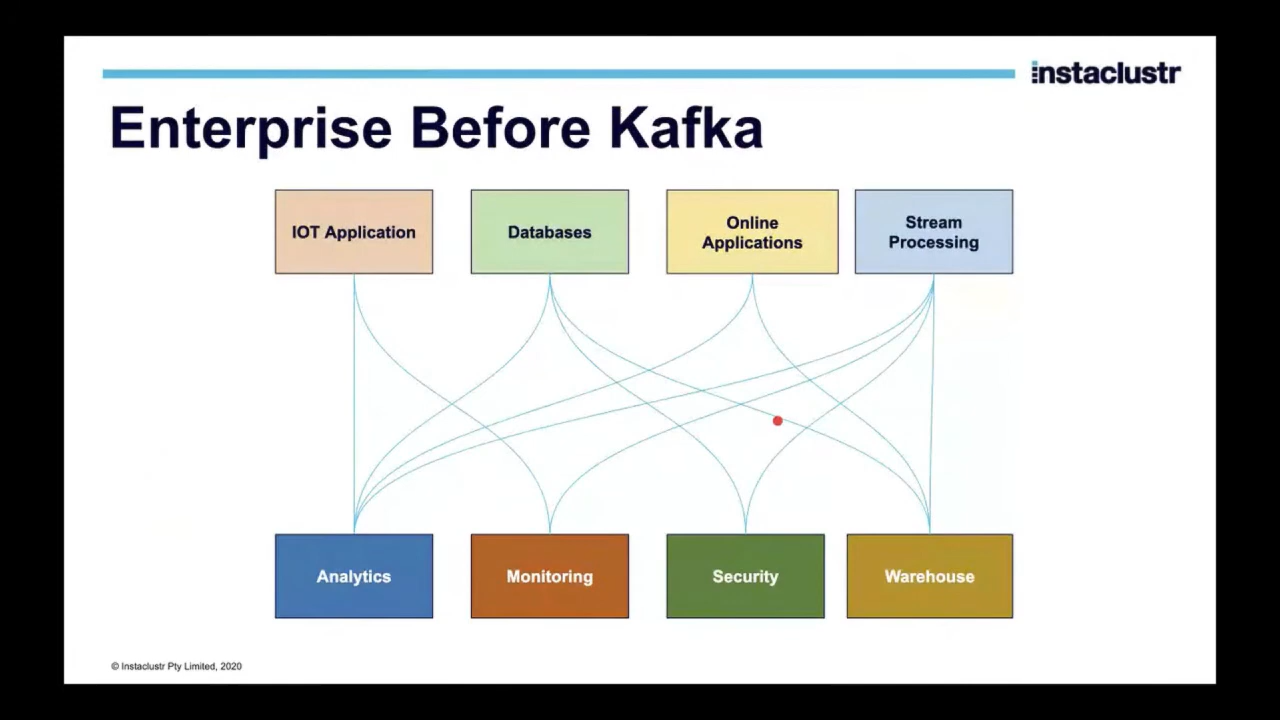 instaclustr
Enterprise Before Kafka
IOT Application
Databases
Online
Applications
Stream
Processing
Analytics
Monitoring
Security
Warehouse
© Instaclustr Pty Limited, 2020